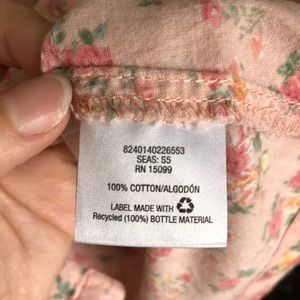 8240140226553
SEAS: S5
RN 15099
100% COTTON/ALGODÓN
LABEL MADE WITH
Recycled (100%) BOTTLE MATERIAL